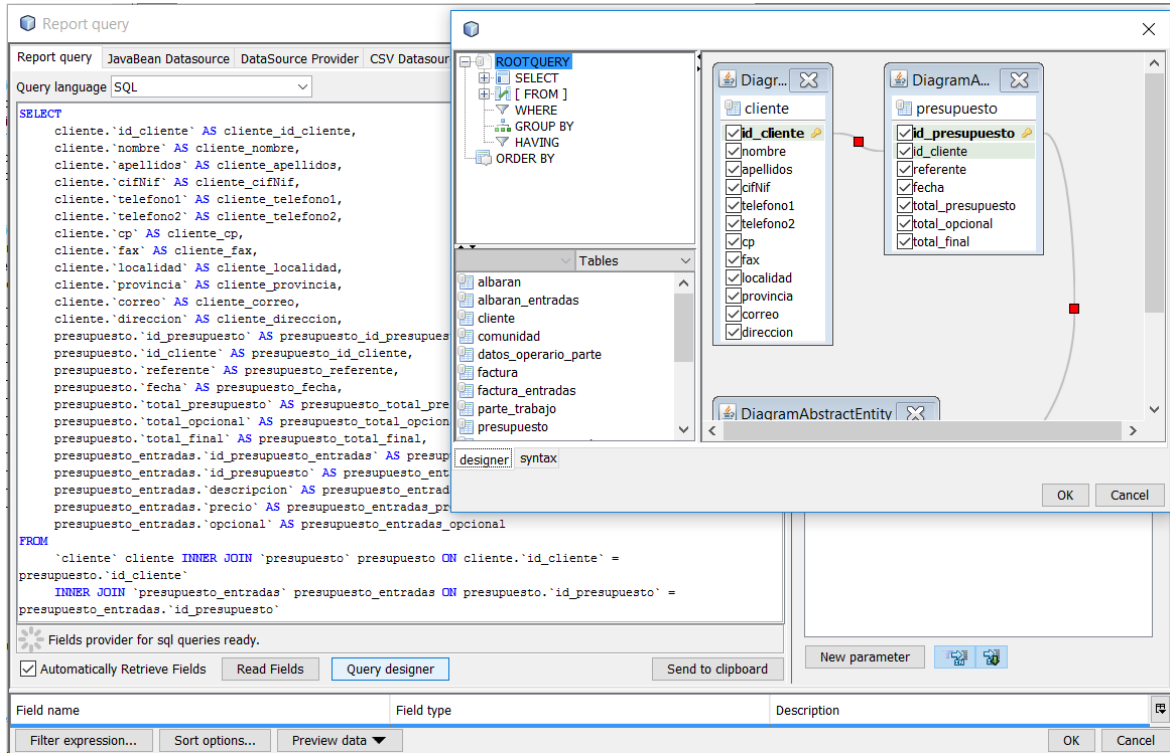 Report query
Report query JavaBean Datasource DataSource Provider CSV Datasour
Query language SQL
SELECT
cliente.`id_cliente` AS cliente_id_cliente,
cliente.`nombre` AS cliente_nombre,
cliente.`apellidos` AS cliente_apellidos,
cliente.`cifNif` AS cliente_cifNif,
cliente.`telefono1` AS cliente_telefono1,
cliente.`telefono2` AS cliente_telefono2,
cliente.`cp` AS cliente_cp,
cliente.`fax` AS cliente_fax,
cliente.`localidad` AS cliente_localidad,
cliente.`provincia` AS cliente_provincia,
cliente.`correo` AS cliente_correo,
cliente.`direccion` AS cliente_direccion,
presupuesto.`id_presupuesto` AS presupuesto_id_presupues
presupuesto.`id_cliente` AS presupuesto_id_cliente,
presupuesto.`referente` AS presupuesto_referente,
presupuesto.`fecha` AS presupuesto_fecha,
presupuesto.`total_presupuesto` AS presupuesto_total_pre
presupuesto.`total_opcional` AS presupuesto_total_opcion
presupuesto.`total_final` AS presupuesto_total_final,
presupuesto_entradas.`id_presupuesto_entradas` AS presup
presupuesto_entradas.`id_presupuesto` AS presupuesto_ent
presupuesto_entradas.`descripcion` AS presupuesto_entrad
presupuesto_entradas.`precio` AS presupuesto_entradas_pr
presupuesto_entradas.`opcional` AS presupuesto_entradas_opcional
FROM
`cliente` cliente INNER JOIN `presupuesto` presupuesto ON cliente.`id_cliente` =
presupuesto.`id_cliente`
INNER JOIN `presupuesto_entradas` presupuesto_entradas ON presupuesto.`id_presupuesto` =
presupuesto_entradas.`id_presupuesto`
Fields provider for sql queries ready.
Automatically Retrieve Fields Read Fields Query designer Send to clipboard
ROOTQUERY
SELECT
[ FROM ]
WHERE
GROUP BY
HAVING
ORDER BY
Tables
albaran
albaran_entradas
cliente
comunidad
datos_operario_parte
factura
factura_entradas
parte_trabajo
presupuesto
Diagr...
cliente
id_cliente
nombre
apellidos
cifNif
telefono1
telefono2
cp
fax
localidad
provincia
correo
direccion
DiagramA...
presupuesto
id_presupuesto
id_cliente
referente
fecha
total_presupuesto
total_opcional
total_final
DiagramAbstractEntity
designer syntax
OK Cancel
New parameter
Field name Field type Description
Filter expression... Sort options... Preview data OK Cancel